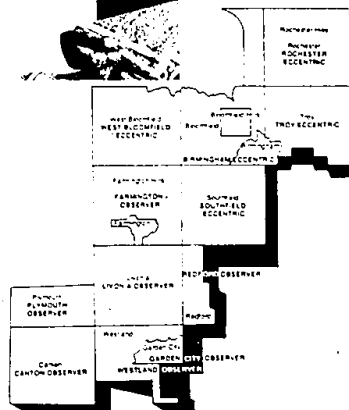 Rochester Hills
Rochester
ROCHESTER
ECCENTRIC
West Bloomfield
WEST BLOOMFIELD
ECCENTRIC
Bloomfield Hills
Bloomfield
Troy
TROY ECCENTRIC
Birmingham
BIRMINGHAM ECCENTRIC
Farmington Hills
FARMINGTON
OBSERVER
Farmington
Southfield
SOUTHFIELD
ECCENTRIC
Livonia
LIVONIA OBSERVER
REDFORD OBSERVER
Redford
Plymouth
PLYMOUTH
OBSERVER
Westland
Garden City
GARDEN CITY OBSERVER
WESTLAND OBSERVER
Canton
CANTON OBSERVER